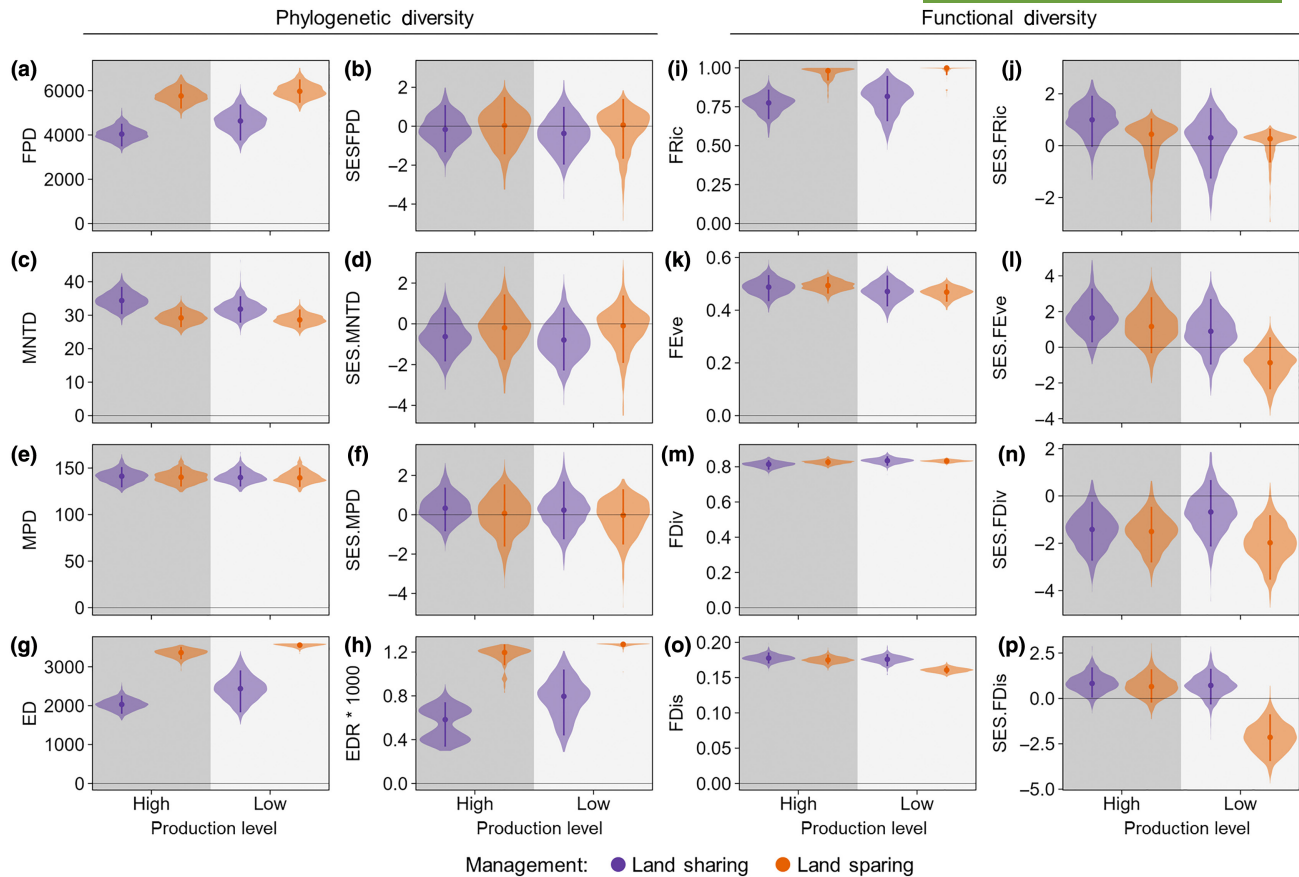 Phylogenetic diversity
Functional diversity
(a)
FPD
6000
4000
2000
0
(b)
SESFPD
2
0
−2
−4
(i)
FRic
1.00
0.75
0.50
0.25
0.00
(j)
SES.FRic
2
0
−2
(c)
MNTD
40
30
20
10
0
(d)
SES.MNTD
2
0
−2
−4
(k)
FEve
0.6
0.4
0.2
0.0
(l)
SES.FEve
4
2
0
−2
−4
(e)
MPD
150
100
50
0
(f)
SES.MPD
2
0
−2
−4
(m)
FDiv
0.8
0.6
0.4
0.2
0.0
(n)
SES.FDiv
2
0
−2
−4
(g)
ED
3000
2000
1000
0
High
Low
Production level
(h)
EDR * 1000
1.2
0.8
0.4
0.0
High
Low
Production level
(o)
FDis
0.20
0.15
0.10
0.05
0.00
High
Low
Production level
(p)
SES.FDis
2.5
0.0
−2.5
−5.0
High
Low
Production level
Management: Land sharing Land sparing